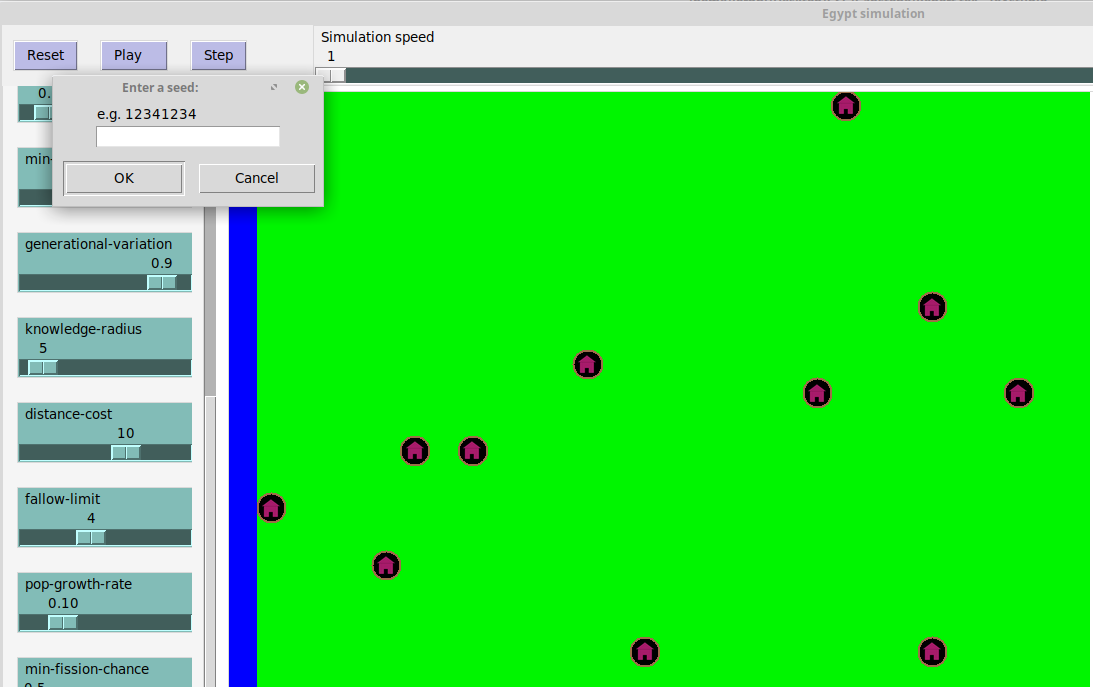 Egypt simulation
Reset
Play
Step
Simulation speed
1
Enter a seed:
e.g. 12341234
OK
Cancel
0.
min-
generational-variation
0.9
knowledge-radius
5
distance-cost
10
fallow-limit
4
pop-growth-rate
0.10
min-fission-chance
0.5